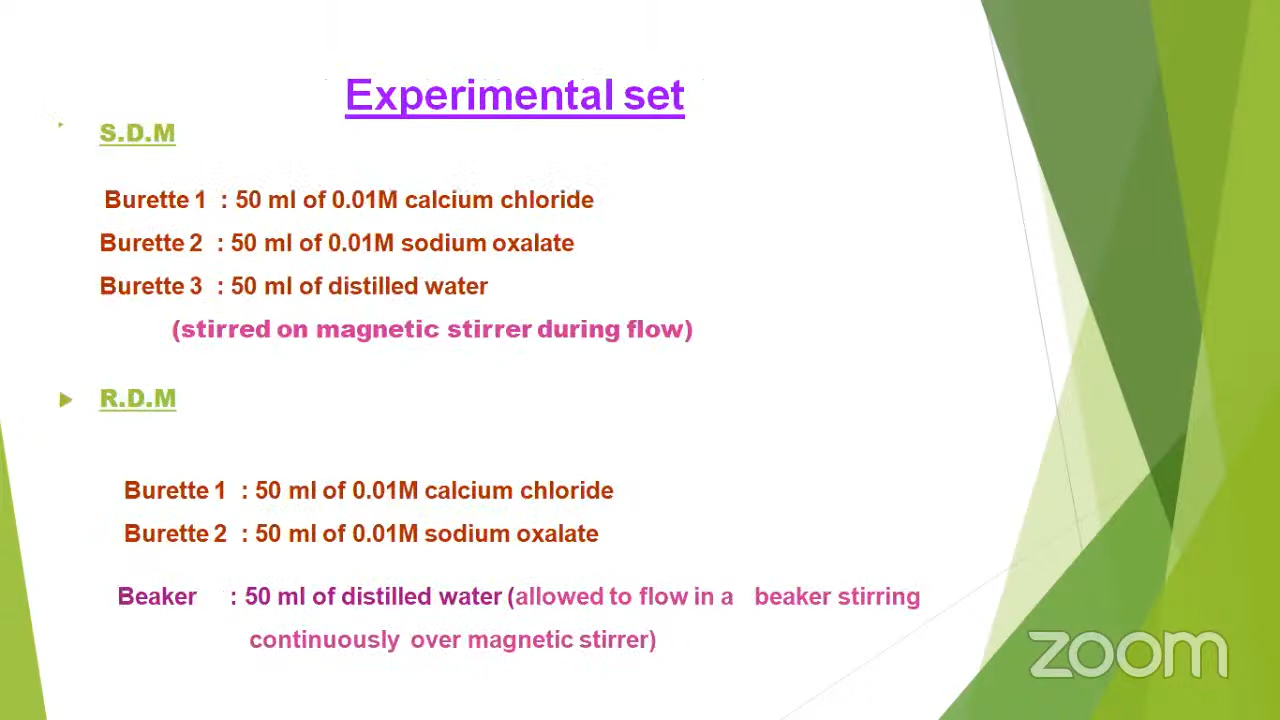 Experimental set
S.D.M
Burette 1 : 50 ml of 0.01M calcium chloride
Burette 2 : 50 ml of 0.01M sodium oxalate
Burette 3 : 50 ml of distilled water
(stirred on magnetic stirrer during flow)
R.D.M
Burette 1 : 50 ml of 0.01M calcium chloride
Burette 2 : 50 ml of 0.01M sodium oxalate
Beaker : 50 ml of distilled water (allowed to flow in a beaker stirring
continuously over magnetic stirrer)
zoom